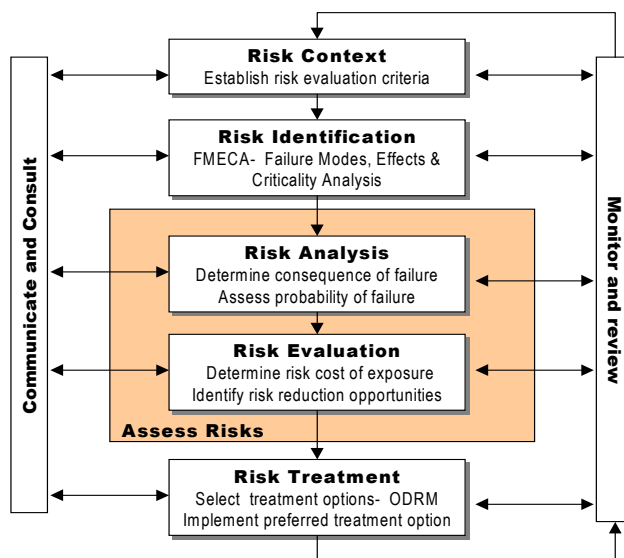 Risk Context
Establish risk evaluation criteria
Risk Identification
FMECA- Failure Modes, Effects &
Criticality Analysis
Risk Analysis
Determine consequence of failure
Assess probability of failure
Risk Evaluation
Determine risk cost of exposure
Identify risk reduction opportunities
Assess Risks
Risk Treatment
Select treatment options- ODRM
Implement preferred treatment option
Communicate and Consult
Monitor and review